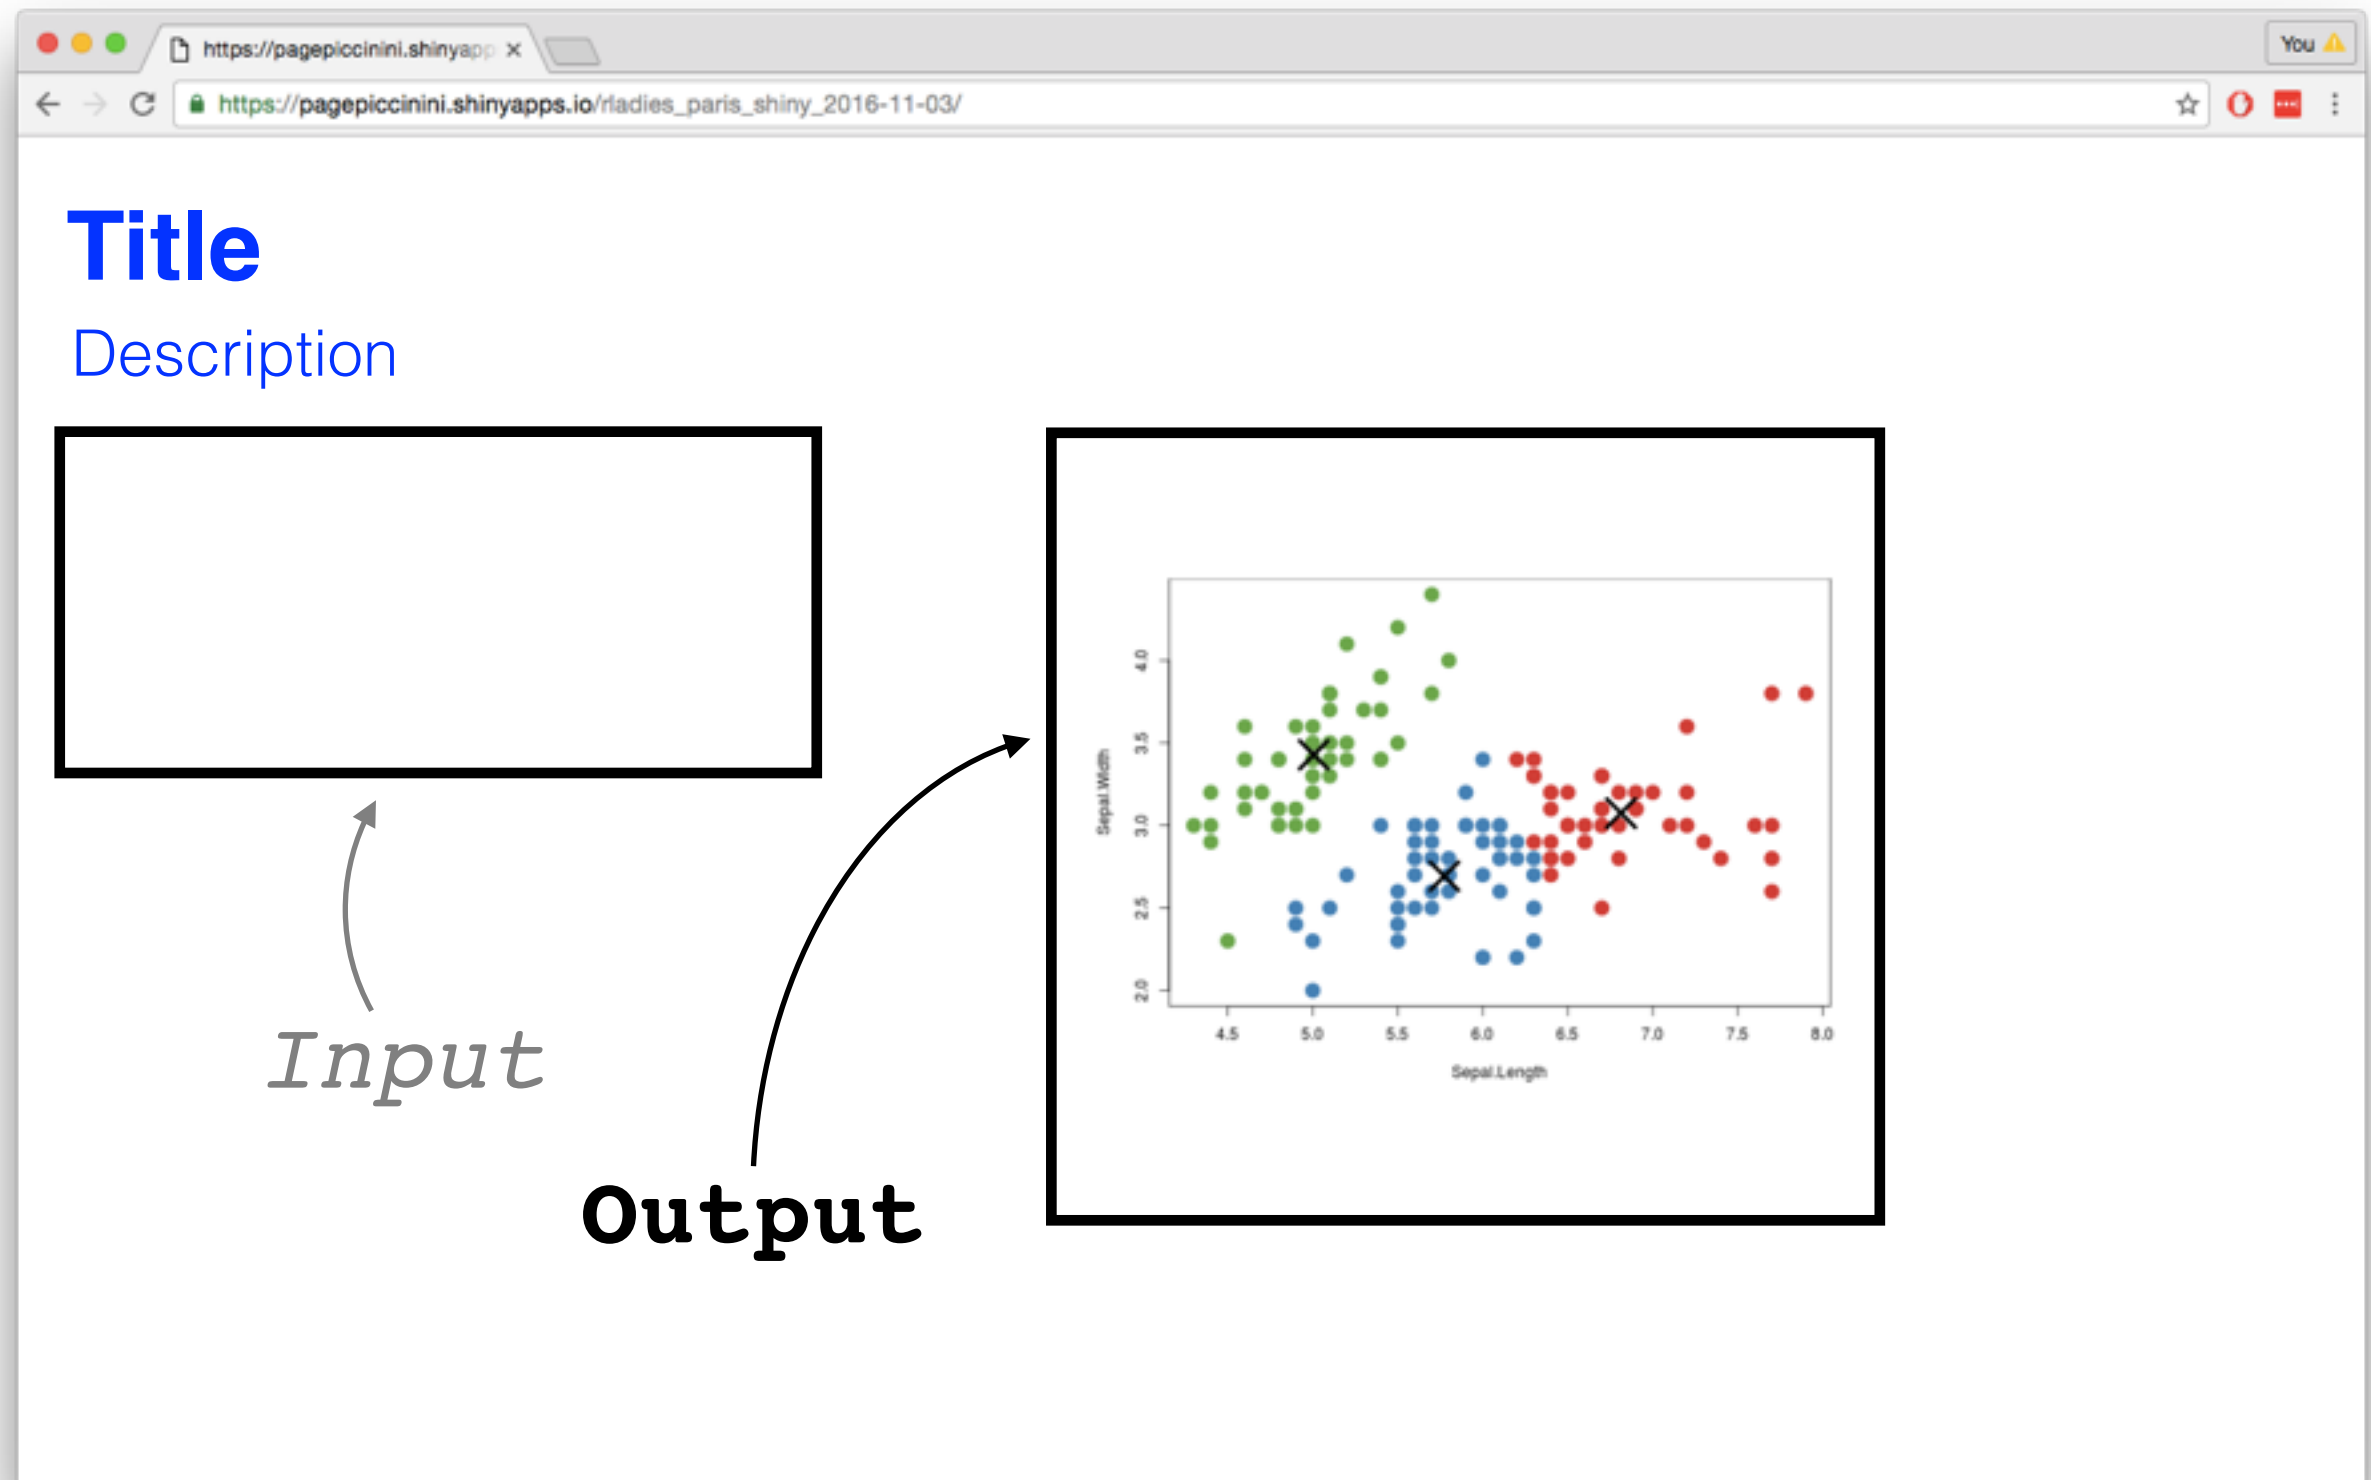 https://pagepiccinini.shinyapp
You
https://pagepiccinini.shinyapps.io/rladies_paris_shiny_2016-11-03/
Title
Description
Input
Output
Sepal.Width
4.0
3.5
3.0
2.5
2.0
4.5 5.0 5.5 6.0 6.5 7.0 7.5 8.0
Sepal.Length